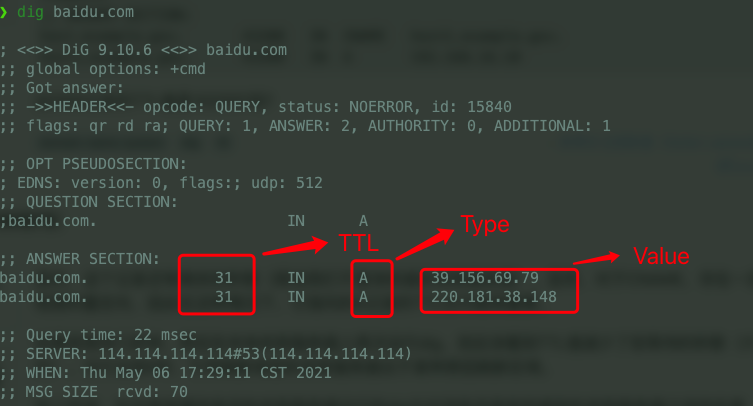 ❯ dig baidu.com
; <<>> DiG 9.10.6 <<>> baidu.com
;; global options: +cmd
;; Got answer:
;; ->>HEADER<<- opcode: QUERY, status: NOERROR, id: 15840
;; flags: qr rd ra; QUERY: 1, ANSWER: 2, AUTHORITY: 0, ADDITIONAL: 1
;; OPT PSEUDOSECTION:
; EDNS: version: 0, flags:; udp: 512
;; QUESTION SECTION:
;baidu.com. IN A
TTL Type Value
;; ANSWER SECTION:
baidu.com. 31 IN A 39.156.69.79
baidu.com. 31 IN A 220.181.38.148
;; Query time: 22 msec
;; SERVER: 114.114.114.114#53(114.114.114.114)
;; WHEN: Thu May 06 17:29:11 CST 2021
;; MSG SIZE rcvd: 70